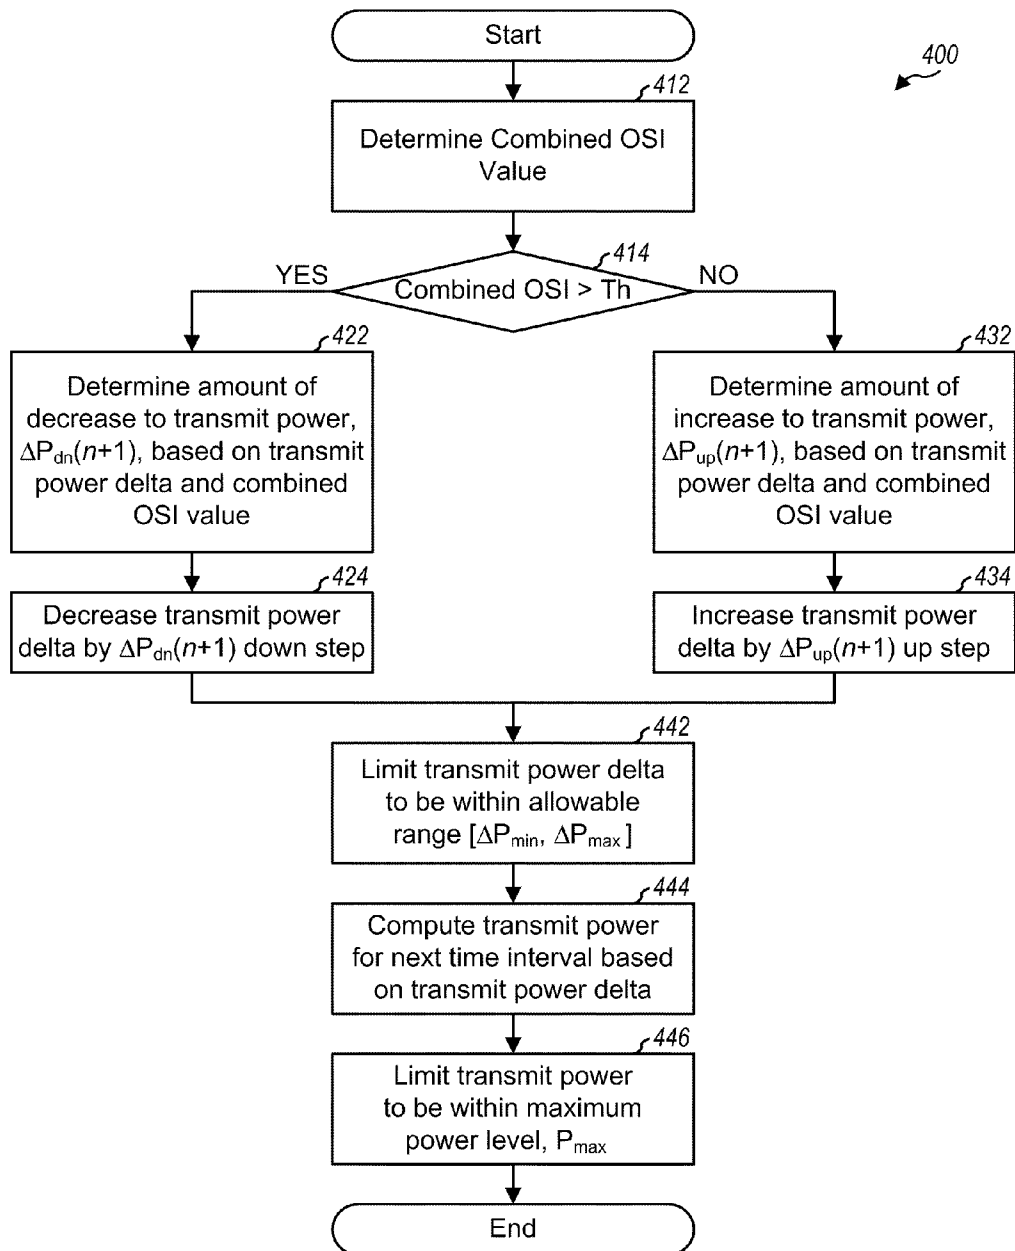 Start
400
412
Determine Combined OSI
Value
414
YES
Combined OSI > Th
NO
422
Determine amount of
decrease to transmit power,
ΔPdn(n+1), based on transmit
power delta and combined
OSI value
432
Determine amount of
increase to transmit power,
ΔPup(n+1), based on transmit
power delta and combined
OSI value
424
Decrease transmit power
delta by ΔPdn(n+1) down step
434
Increase transmit power
delta by ΔPup(n+1) up step
442
Limit transmit power delta
to be within allowable
range [ΔPmin, ΔPmax]
444
Compute transmit power
for next time interval based
on transmit power delta
446
Limit transmit power
to be within maximum
power level, Pmax
End